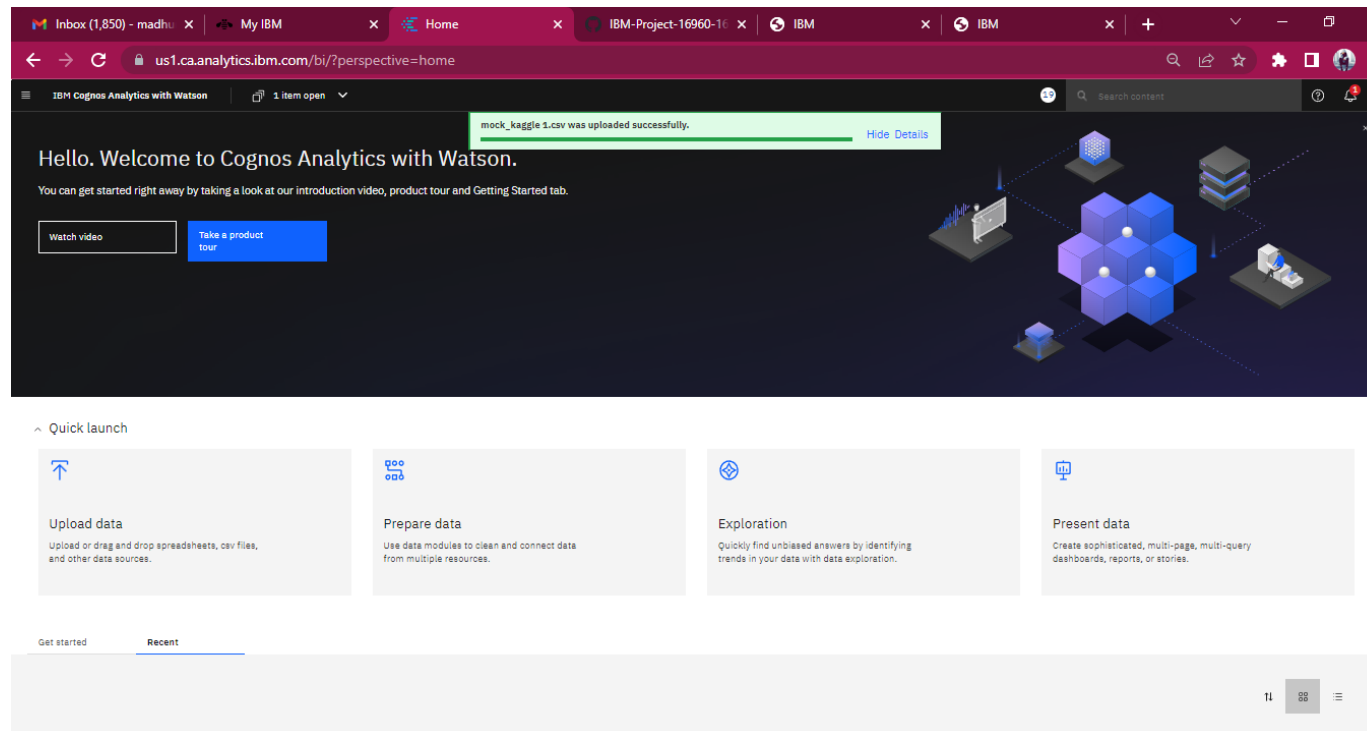 Inbox (1,850) - madhu
My IBM
Home
IBM-Project-16960-16
IBM
IBM
us1.ca.analytics.ibm.com/bi/?perspective=home
IBM Cognos Analytics with Watson
1 item open
19
Search content
1
mock_kaggle 1.csv was uploaded successfully.
Hide Details
Hello. Welcome to Cognos Analytics with Watson.
You can get started right away by taking a look at our introduction video, product tour and Getting Started tab.
Watch video
Take a product
tour
Quick launch
Upload data
Upload or drag and drop spreadsheets, csv files,
and other data sources.
Prepare data
Use data modules to clean and connect data
from multiple resources.
Exploration
Quickly find unbiased answers by identifying
trends in your data with data exploration.
Present data
Create sophisticated, multi-page, multi-query
dashboards, reports, or stories.
Get started
Recent